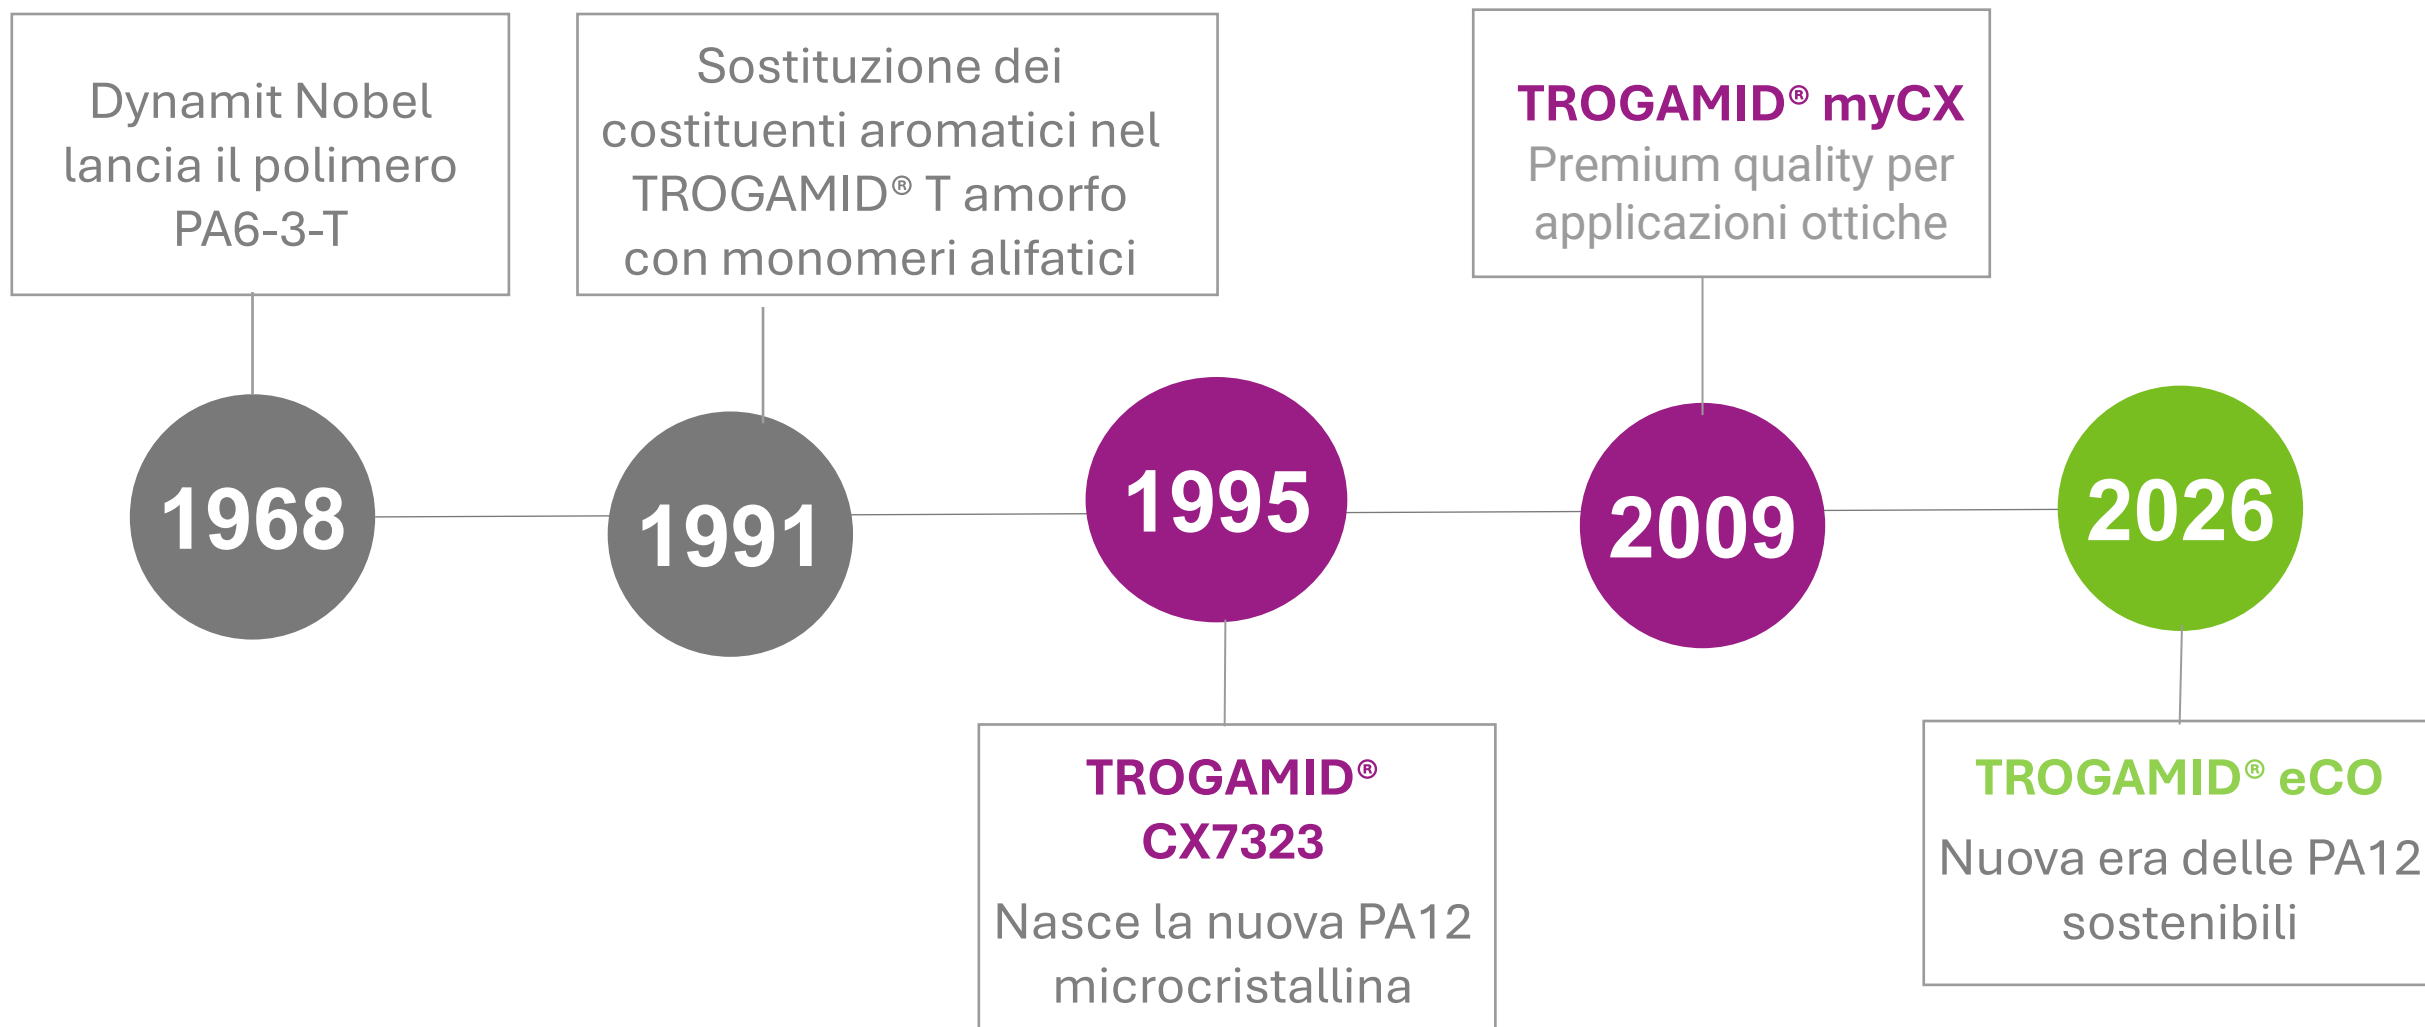 Dynamit Nobel
lancia il polimero
PA6-3-T
1968
Sostituzione dei
costituenti aromatici nel
TROGAMID® T amorfo
con monomeri alifatici
1991
1995
TROGAMID®
CX7323
Nasce la nuova PA12
microcristallina
TROGAMID® myCX
Premium quality per
applicazioni ottiche
2009
2026
TROGAMID® eCO
Nuova era delle PA12
sostenibili